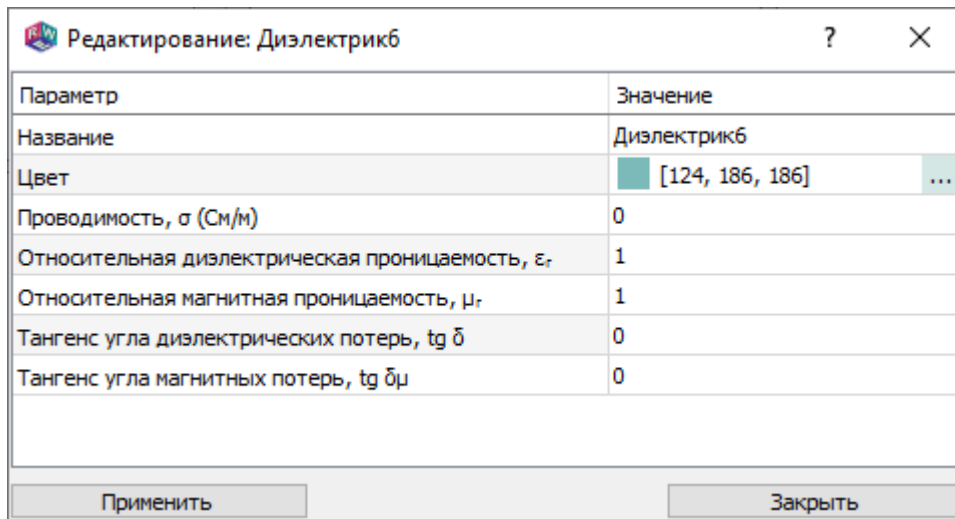 Редактирование: Диэлектрик6 ?
Параметр Значение
Название Диэлектрик6
Цвет [124, 186, 186] ...
Проводимость, σ (См/м) 0
Относительная диэлектрическая проницаемость, εᵣ 1
Относительная магнитная проницаемость, μᵣ 1
Тангенс угла диэлектрических потерь, tg δ 0
Тангенс угла магнитных потерь, tg δμ 0
Применить Закрыть